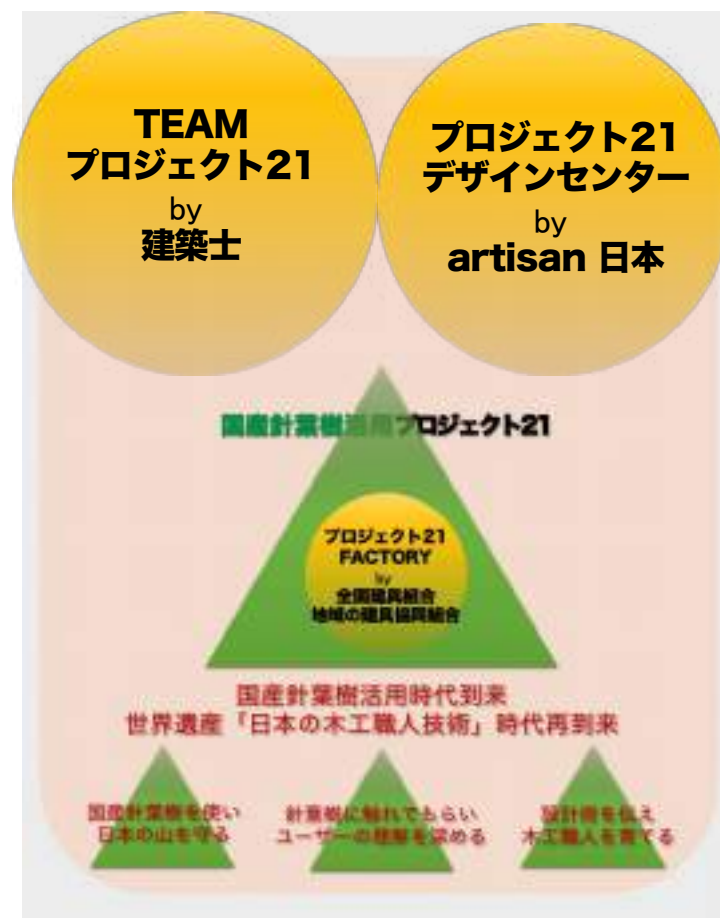 TEAM
プロジェクト21
by
建築士
プロジェクト21
デザインセンター
by
artisan 日本
国産針葉樹活用プロジェクト21
プロジェクト21
FACTORY
by
全国建具組合
地域の建具協同組合
国産針葉樹活用時代到来
世界遺産「日本の木工職人技術」時代再到来
国産針葉樹を使い
日本の山を守る
針葉樹に触れてもらい
ユーザーの理解を深める
設計者を伝え
木工職人を育てる